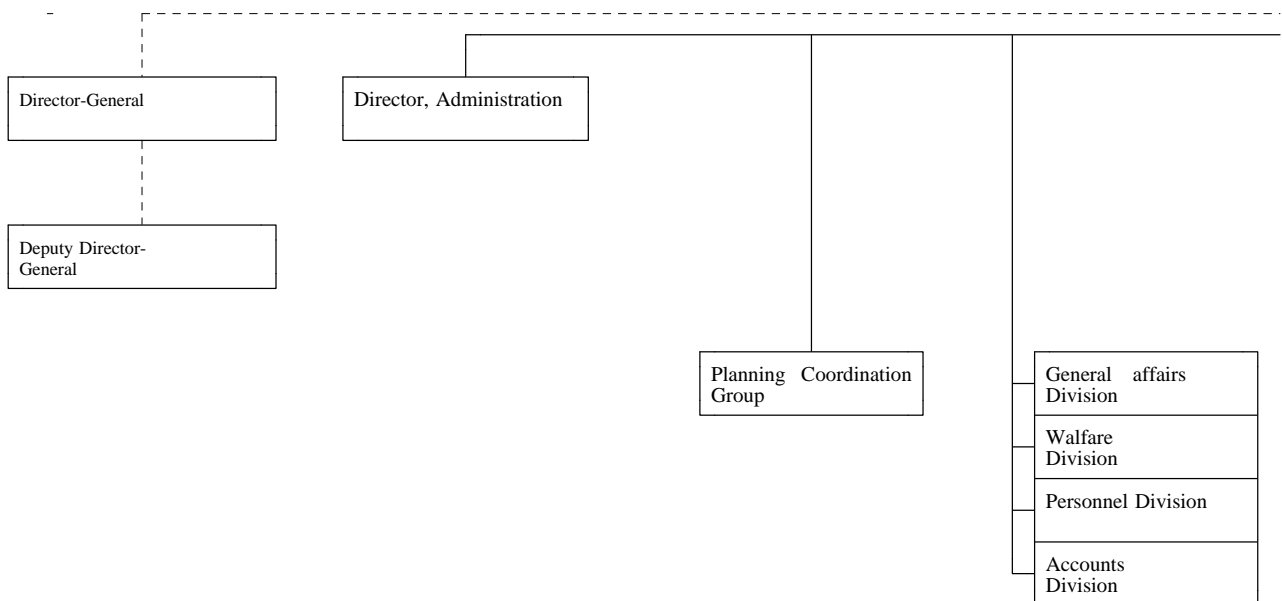 Director-General
Director, Administration
Deputy Director-
General
Planning Coordination
Group
General affairs
Division
Walfare
Division
Personnel Division
Accounts
Division